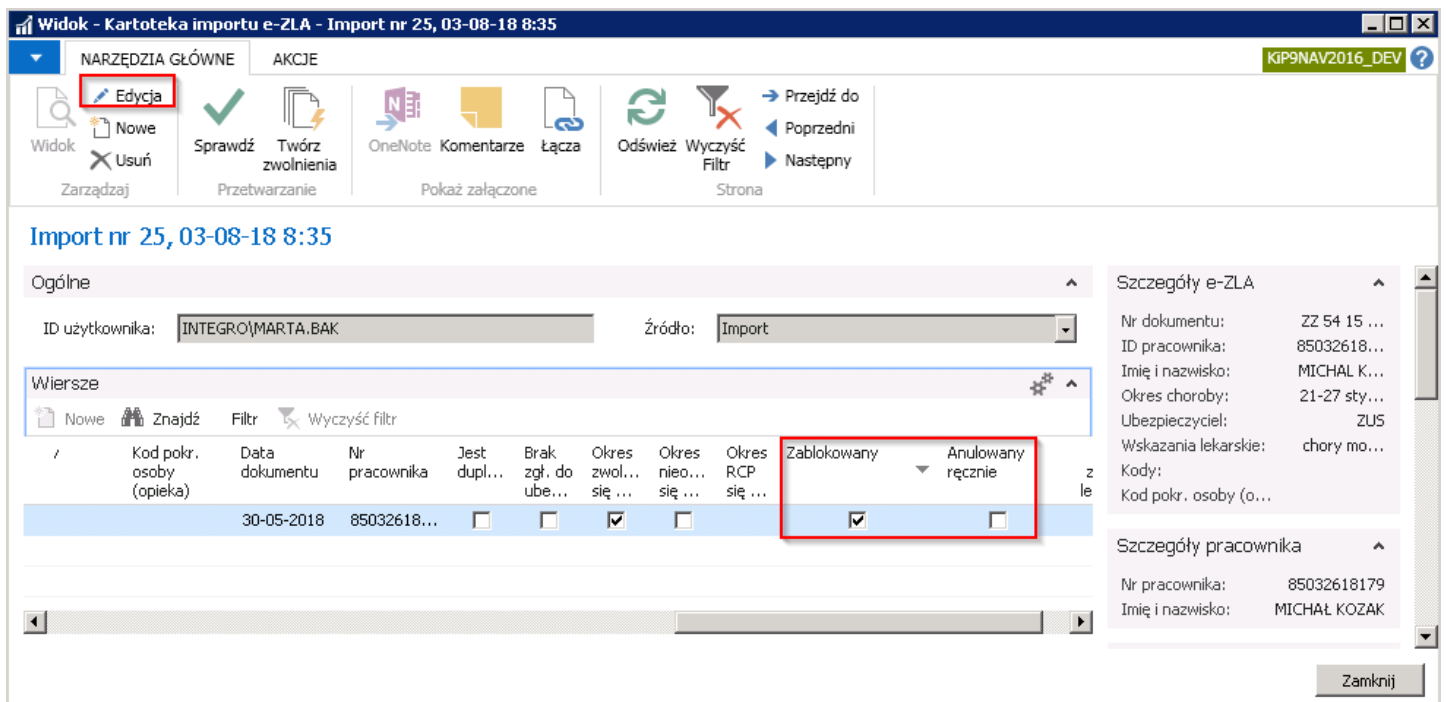 Widok - Kartoteka importu e-ZLA - Import nr 25, 03-08-18 8:35
NARZĘDZIA GŁÓWNE AKCJE KiP9NAV2016_DEV
Widok
Edycja
Nowe
Usuń
Zarządzaj
Sprawdź
Twórz zwolnienia
Przetwarzanie
OneNote Komentarze Łącza
Pokaż załączone
Odśwież
Wyczyść Filtr
Przejdź do
Poprzedni
Następny
Strona
Import nr 25, 03-08-18 8:35
Ogólne
ID użytkownika: INTEGRO\MARTA.BAK Źródło: Import
Wiersze
Nowe Znajdź Filtr Wyczyść filtr
/ Kod pokr. Data Nr Jest Brak Okres Okres Okres Zablokowany Anulowany
osoby dokumentu pracownika dupl... zgł. do zwol... nieo... RCP ręcznie z
(opieka) ube... się ... się ... się ... le
30-05-2018 85032618...
Szczegóły e-ZLA
Nr dokumentu: ZZ 54 15 ...
ID pracownika: 85032618...
Imię i nazwisko: MICHAL K...
Okres choroby: 21-27 sty...
Ubezpieczyciel: ZUS
Wskazania lekarskie: chory mo...
Kody:
Kod pokr. osoby (o...
Szczegóły pracownika
Nr pracownika: 85032618179
Imię i nazwisko: MICHAŁ KOZAK
Zamknij